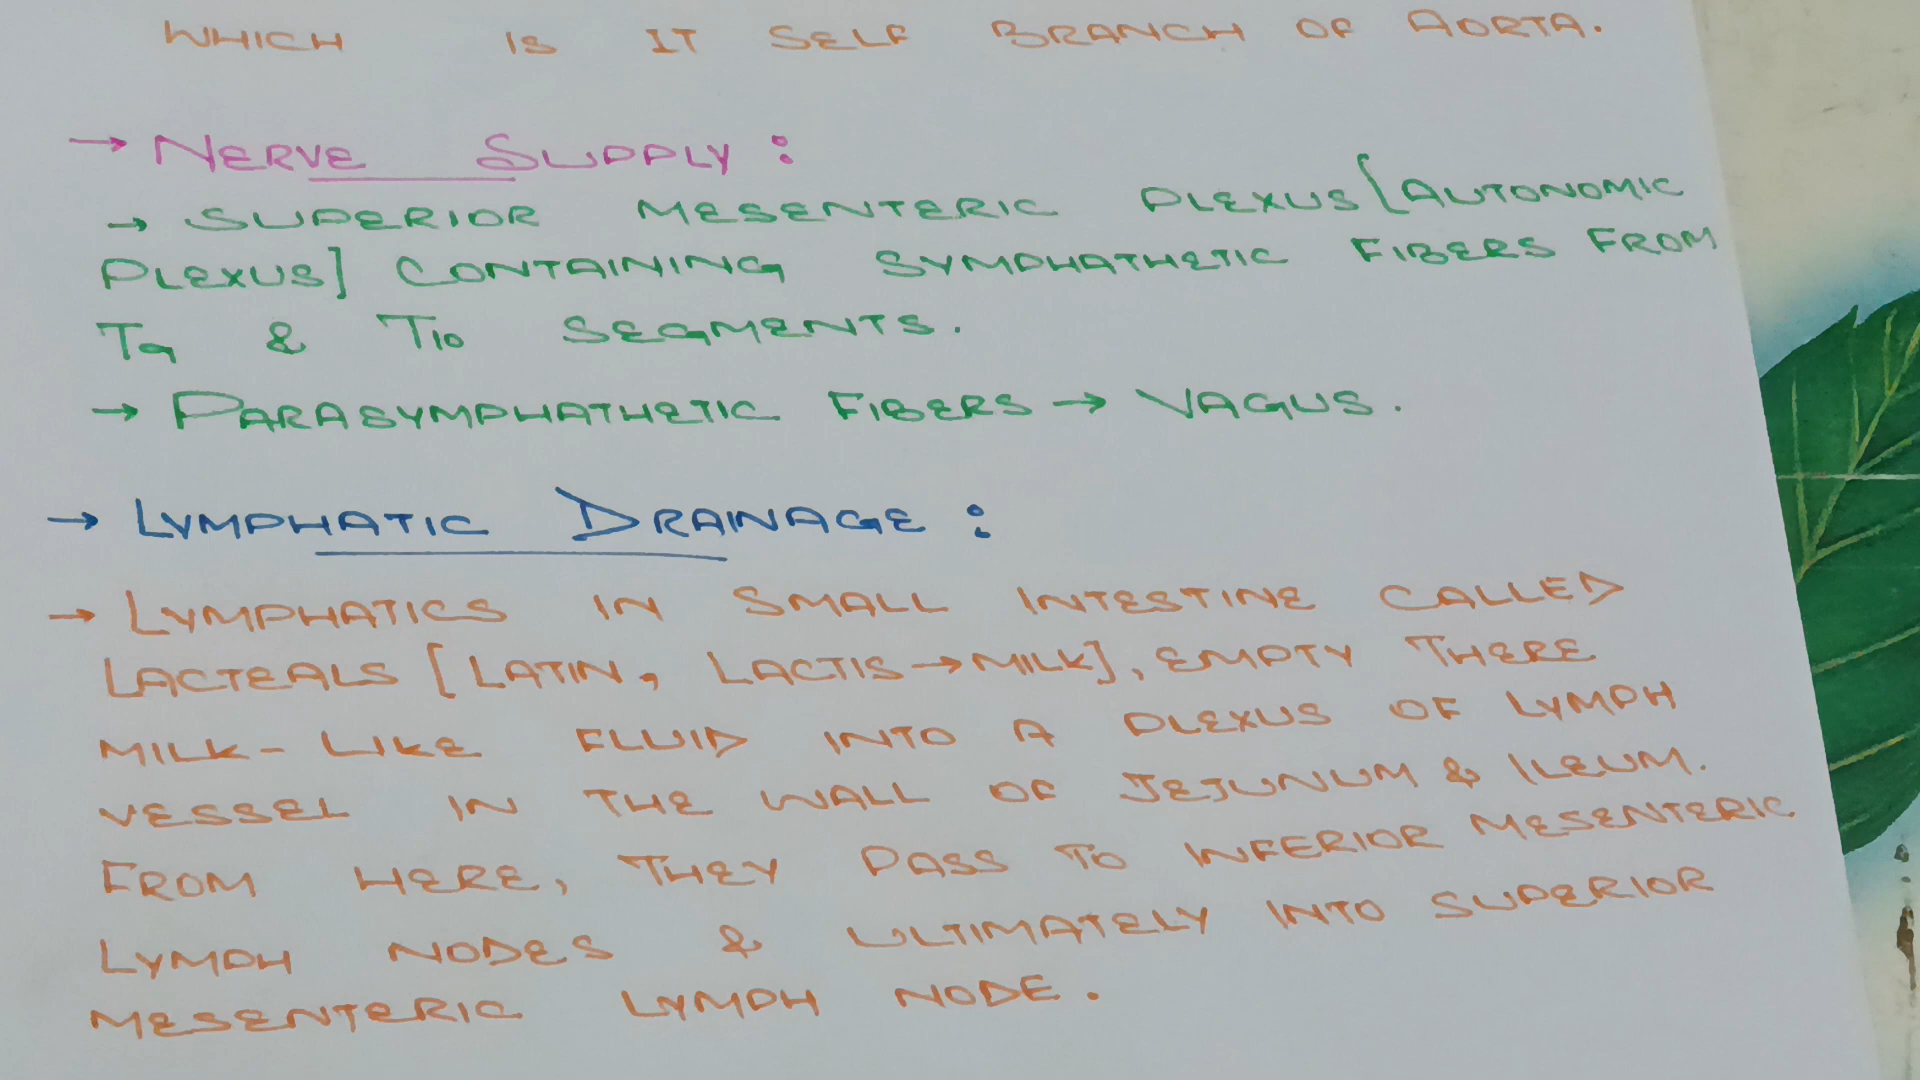 WHICH IS IT SELF BRANCH OF AORTA.
→ NERVE SUPPLY :
→ SUPERIOR MESENTERIC PLEXUS [AUTONOMIC
PLEXUS] CONTAINING SYMPHATHETIC FIBERS FROM
T9 & T10 SEGMENTS.
→ PARASYMPHATHETIC FIBERS → VAGUS.
→ LYMPHATIC DRAINAGE :
→ LYMPHATICS IN SMALL INTESTINE CALLED
LACTEALS [LATIN, LACTIS → MILK], EMPTY THERE
MILK-LIKE FLUID INTO A PLEXUS OF LYMPH
VESSEL IN THE WALL OF JEJUNUM & ILEUM.
FROM HERE, THEY PASS TO INFERIOR MESENTERIC
LYMPH NODES & ULTIMATELY INTO SUPERIOR
MESENTERIC LYMPH NODE.